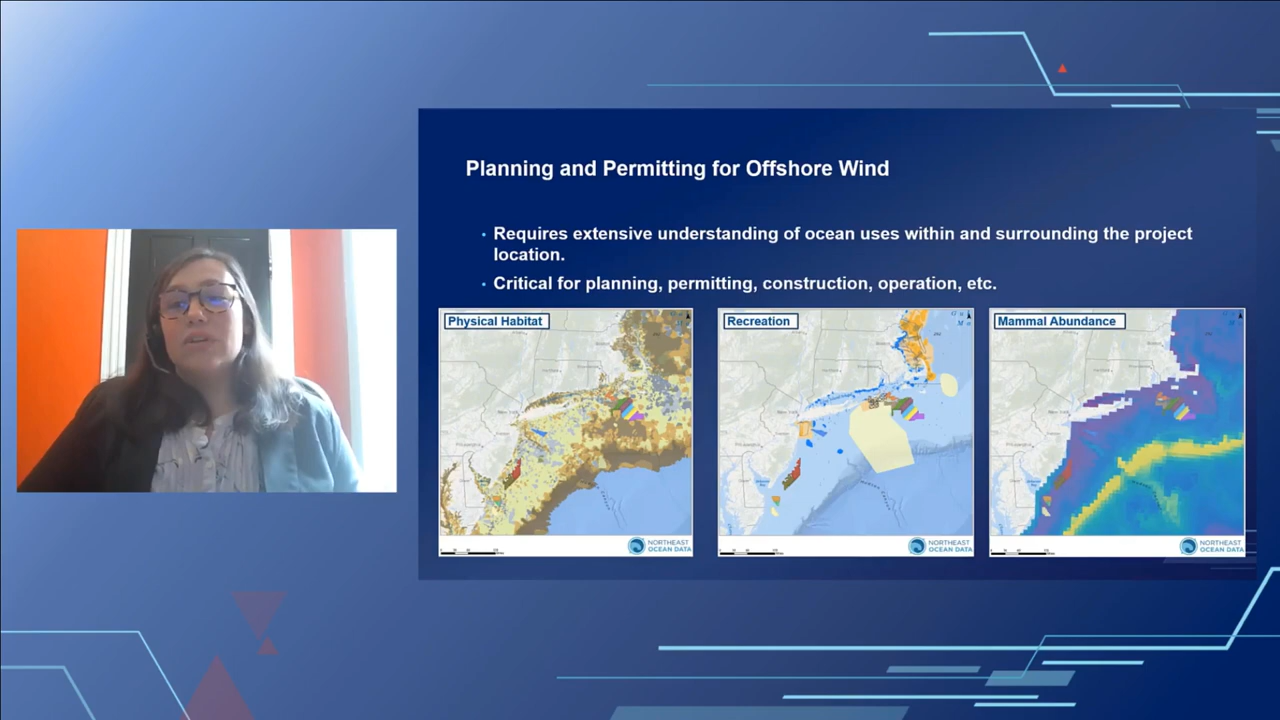 Planning and Permitting for Offshore Wind
• Requires extensive understanding of ocean uses within and surrounding the project
location.
• Critical for planning, permitting, construction, operation, etc.
Physical Habitat
Recreation
Mammal Abundance
NORTHEAST
OCEAN DATA
NORTHEAST
OCEAN DATA
NORTHEAST
OCEAN DATA